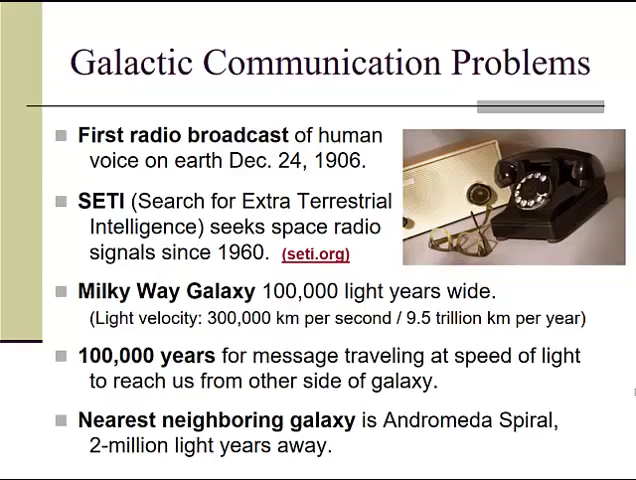 Galactic Communication Problems
First radio broadcast of human
voice on earth Dec. 24, 1906.
SETI (Search for Extra Terrestrial
Intelligence) seeks space radio
signals since 1960. (seti.org)
Milky Way Galaxy 100,000 light years wide.
(Light velocity: 300,000 km per second / 9.5 trillion km per year)
100,000 years for message traveling at speed of light
to reach us from other side of galaxy.
Nearest neighboring galaxy is Andromeda Spiral,
2-million light years away.